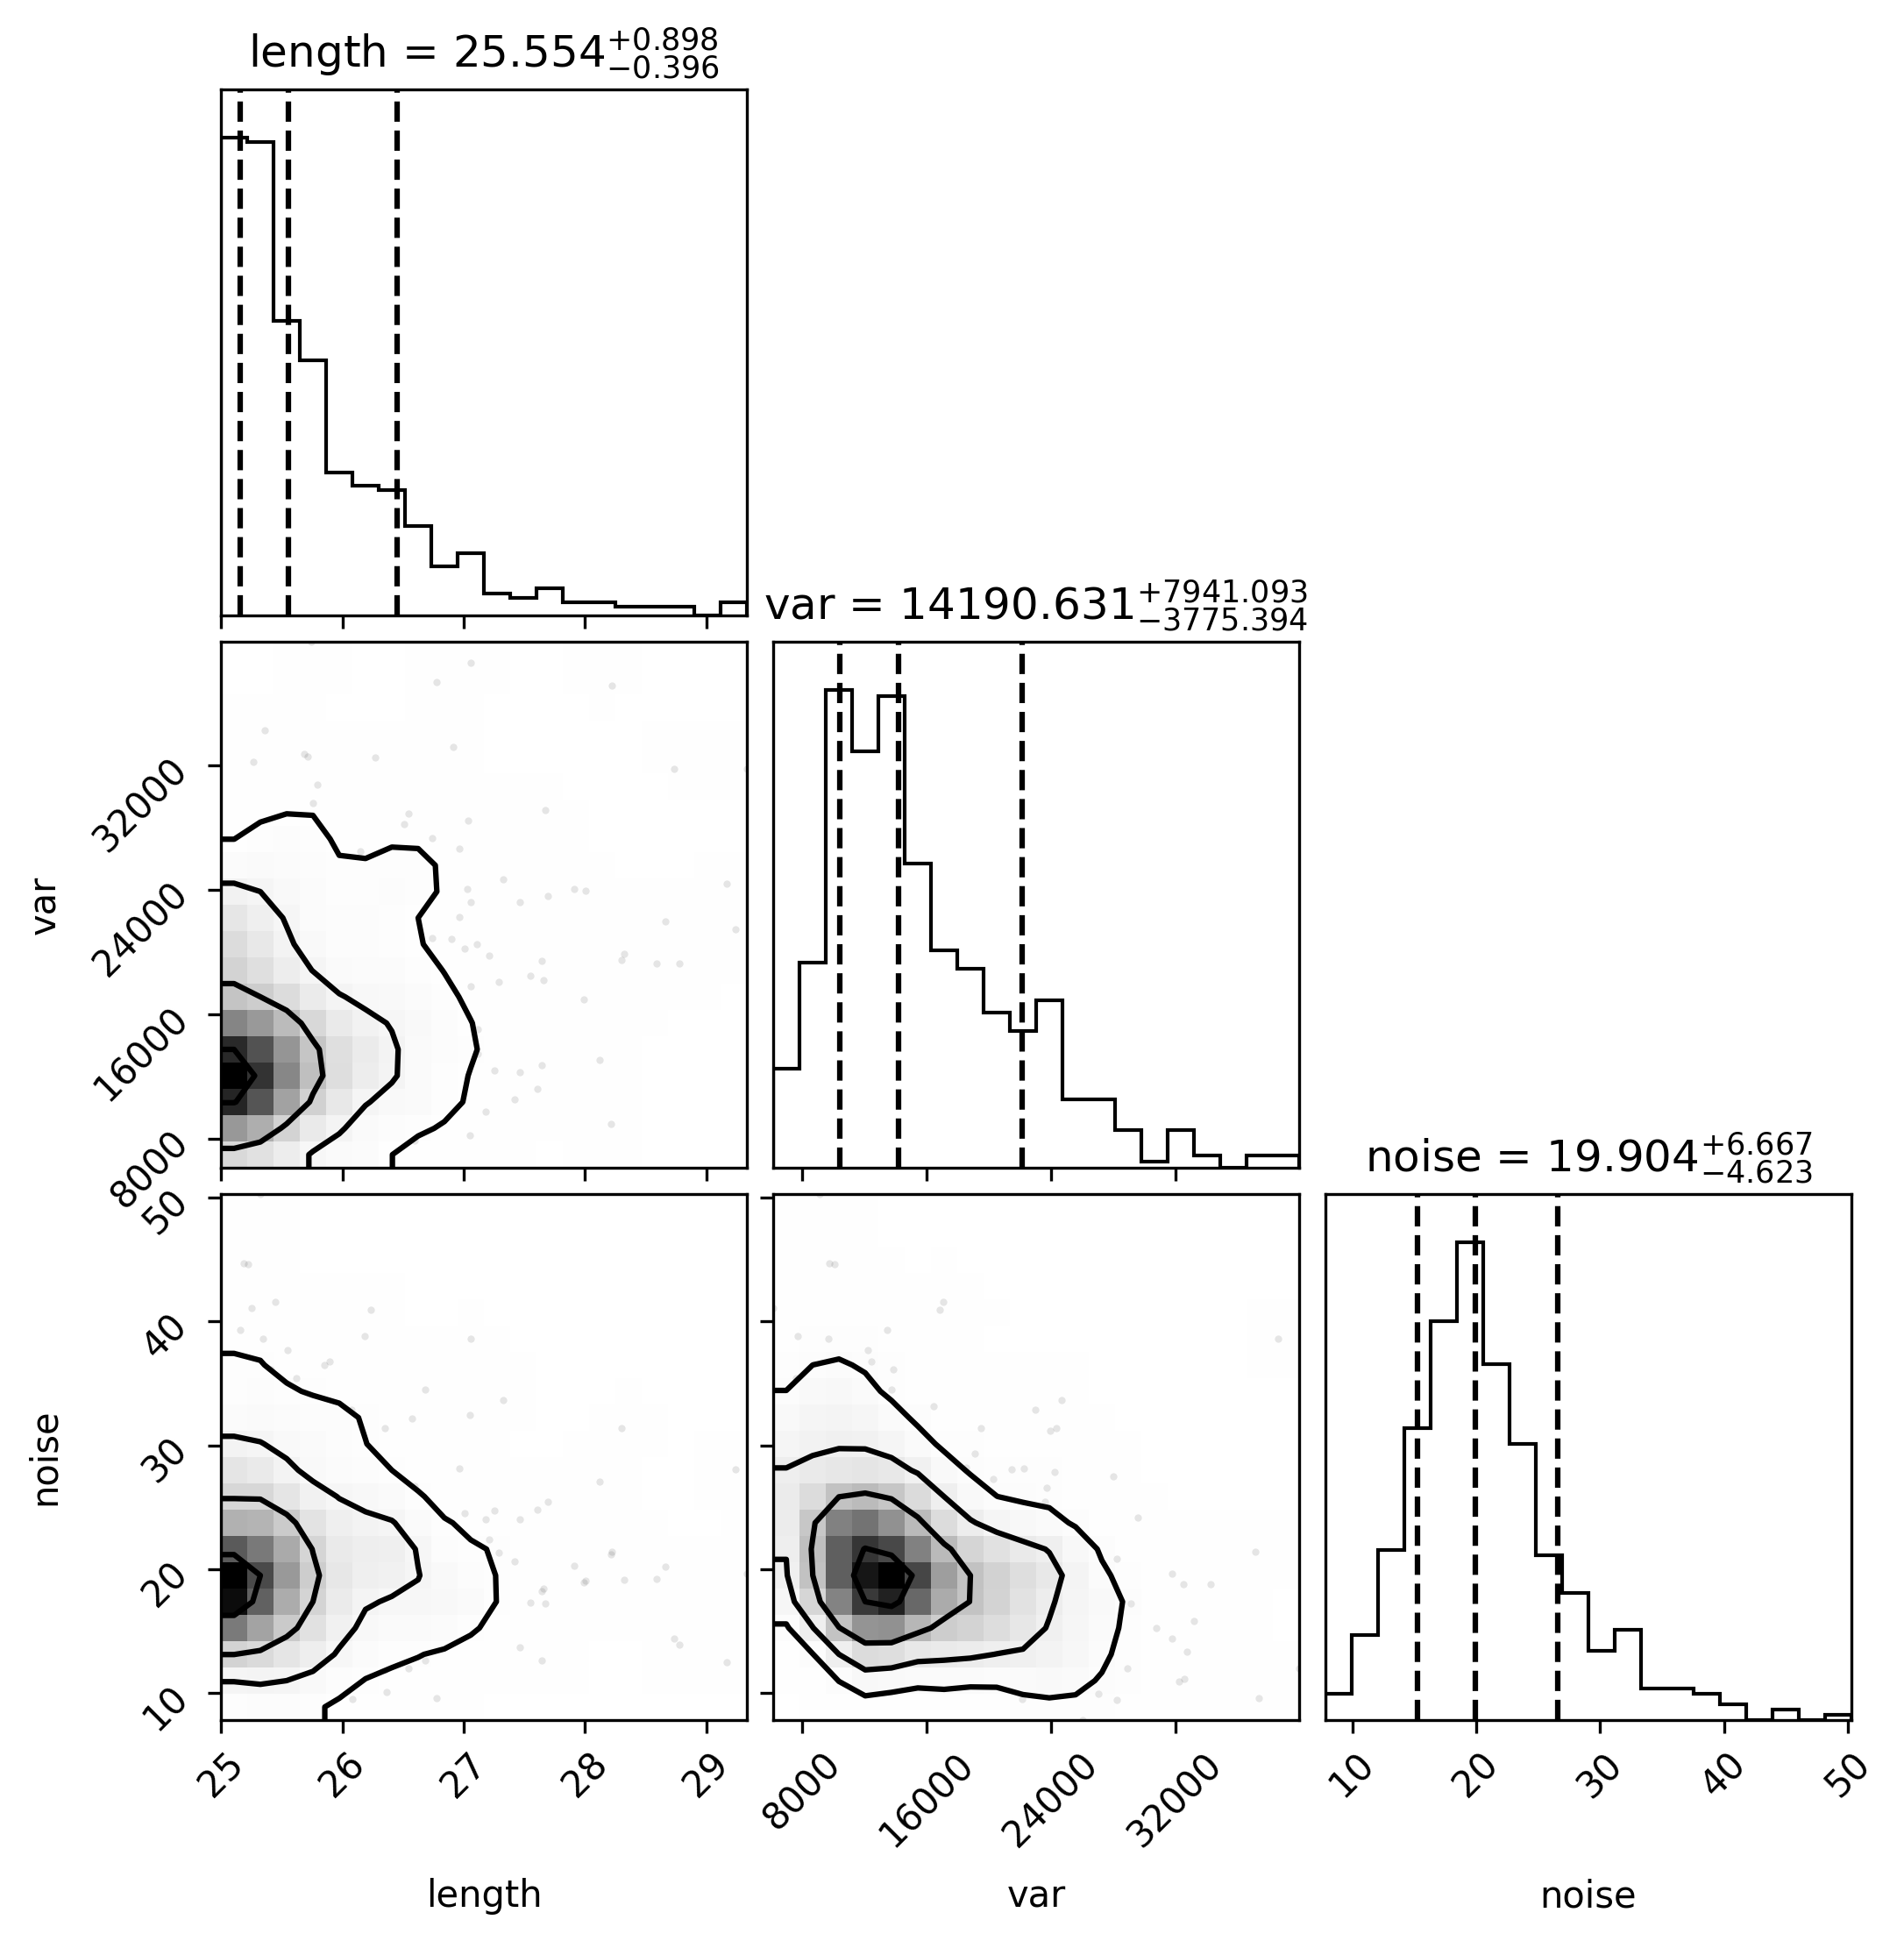 length = 25.554+0.898 −0.396
var = 14190.631+7941.093 −3775.394
var
32000
24000
16000
8000
noise = 19.904+6.667 −4.623
noise
50
40
30
20
10
25 26 27 28 29
8000 16000 24000 32000
10 20 30 40 50
length
var
noise